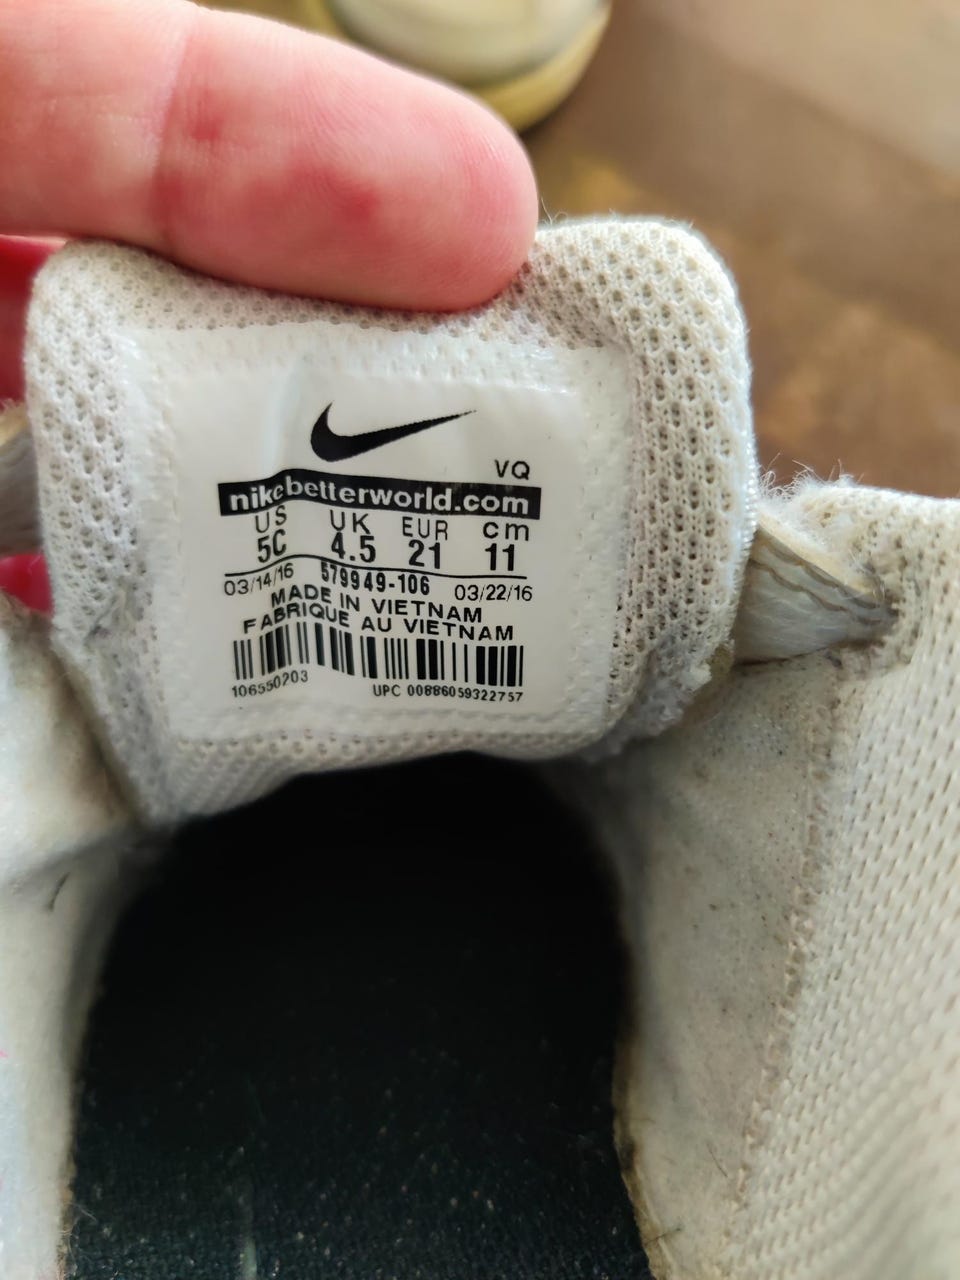 VQ
nikebetterworld.com
US UK EUR cm
5C 4.5 21 11
03/14/16 579949-106 03/22/16
MADE IN VIETNAM
FABRIQUE AU VIETNAM
106550203 UPC 00886059322757